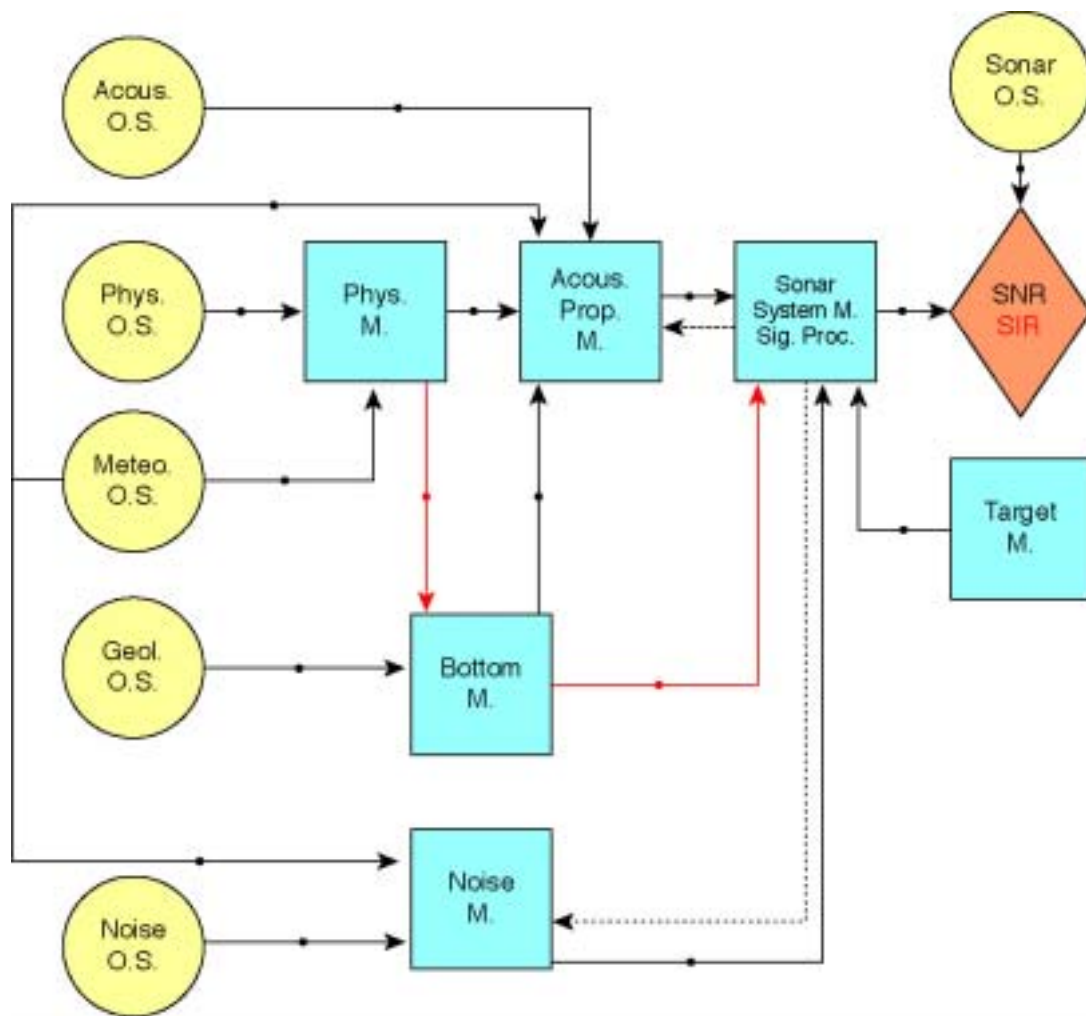 Acous.
O.S.
Sonar
O.S.
Phys.
O.S.
Phys.
M.
Acous.
Prop.
M.
Sonar
System M.
Sig. Proc.
SNR
SIR
Meteo.
O.S.
Target
M.
Geol.
O.S.
Bottom
M.
Noise
M.
Noise
O.S.